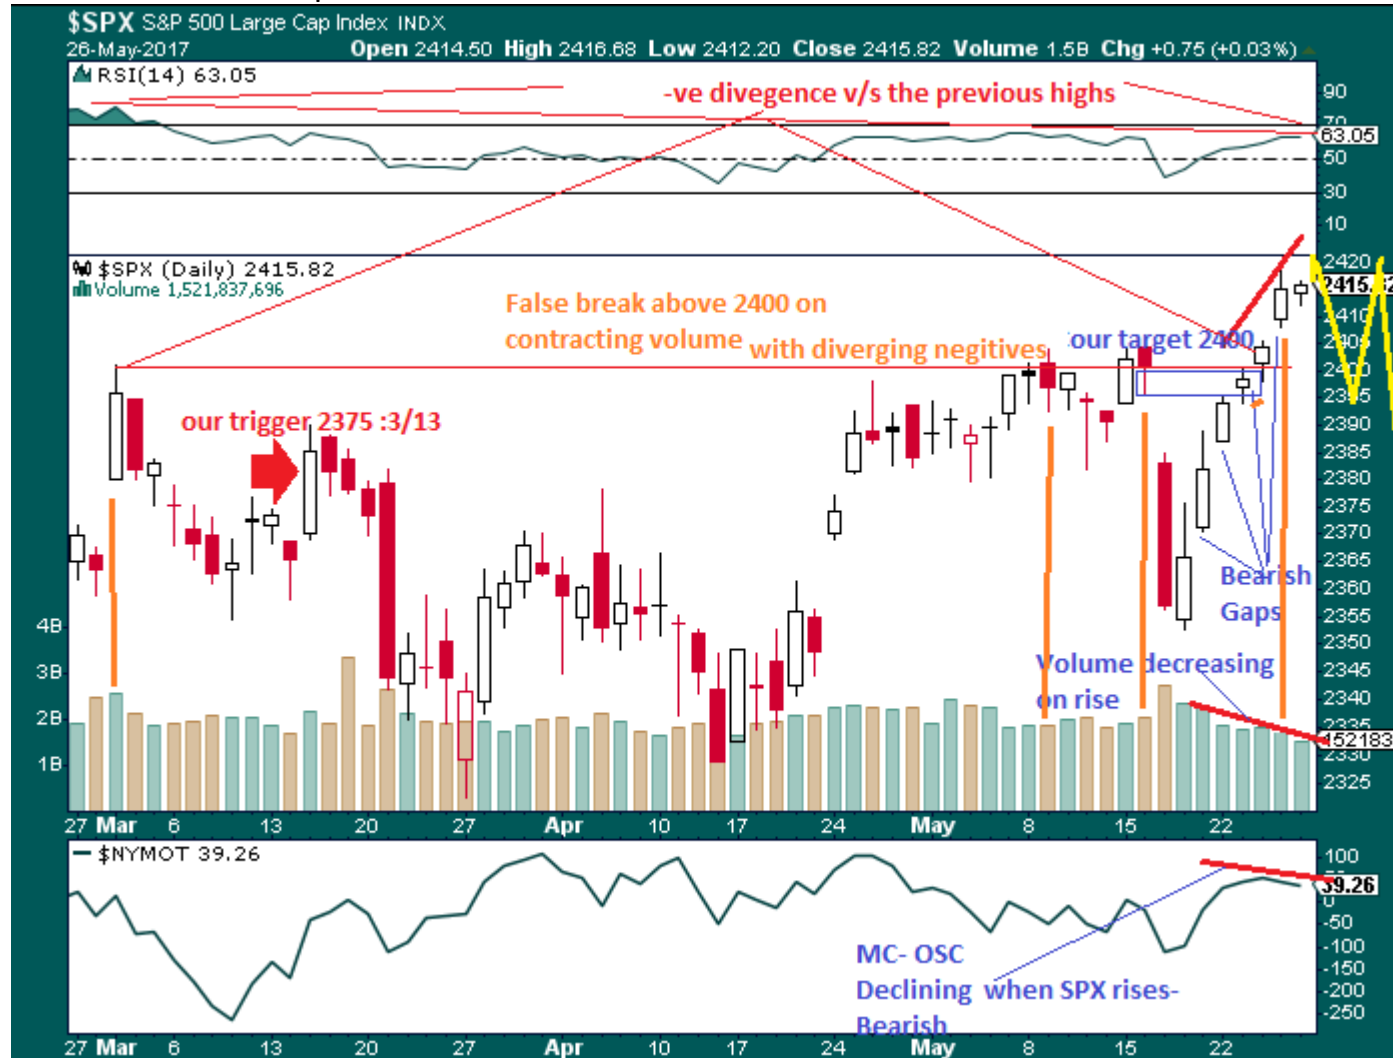 $SPX S&P 500 Large Cap Index INDX
26-May-2017 Open 2414.50 High 2416.68 Low 2412.20 Close 2415.82 Volume 1.5B Chg +0.75 (+0.03%)
RSI(14) 63.05
-ve divegence v/s the previous highs
90
70
63.05
50
30
10
$SPX (Daily) 2415.82
Volume 1,521,837,696
False break above 2400 on
contracting volume with diverging negitives
our target 2400
our trigger 2375 :3/13
Bearish
Gaps
Volume decreasing
on rise
2420
2415.82
2410
2405
2400
2395
2390
2385
2380
2375
2370
2365
2360
2355
2350
2345
2340
2335
152183
2330
2325
4B
3B
2B
1B
27 Mar 6 13 20 27 Apr 10 17 24 May 8 15 22
$NYMOT 39.26
100
39.26
0
-50
-100
-150
-200
-250
MC- OSC
Declining when SPX rises-
Bearish
27 Mar 6 13 20 27 Apr 10 17 24 May 8 15 22